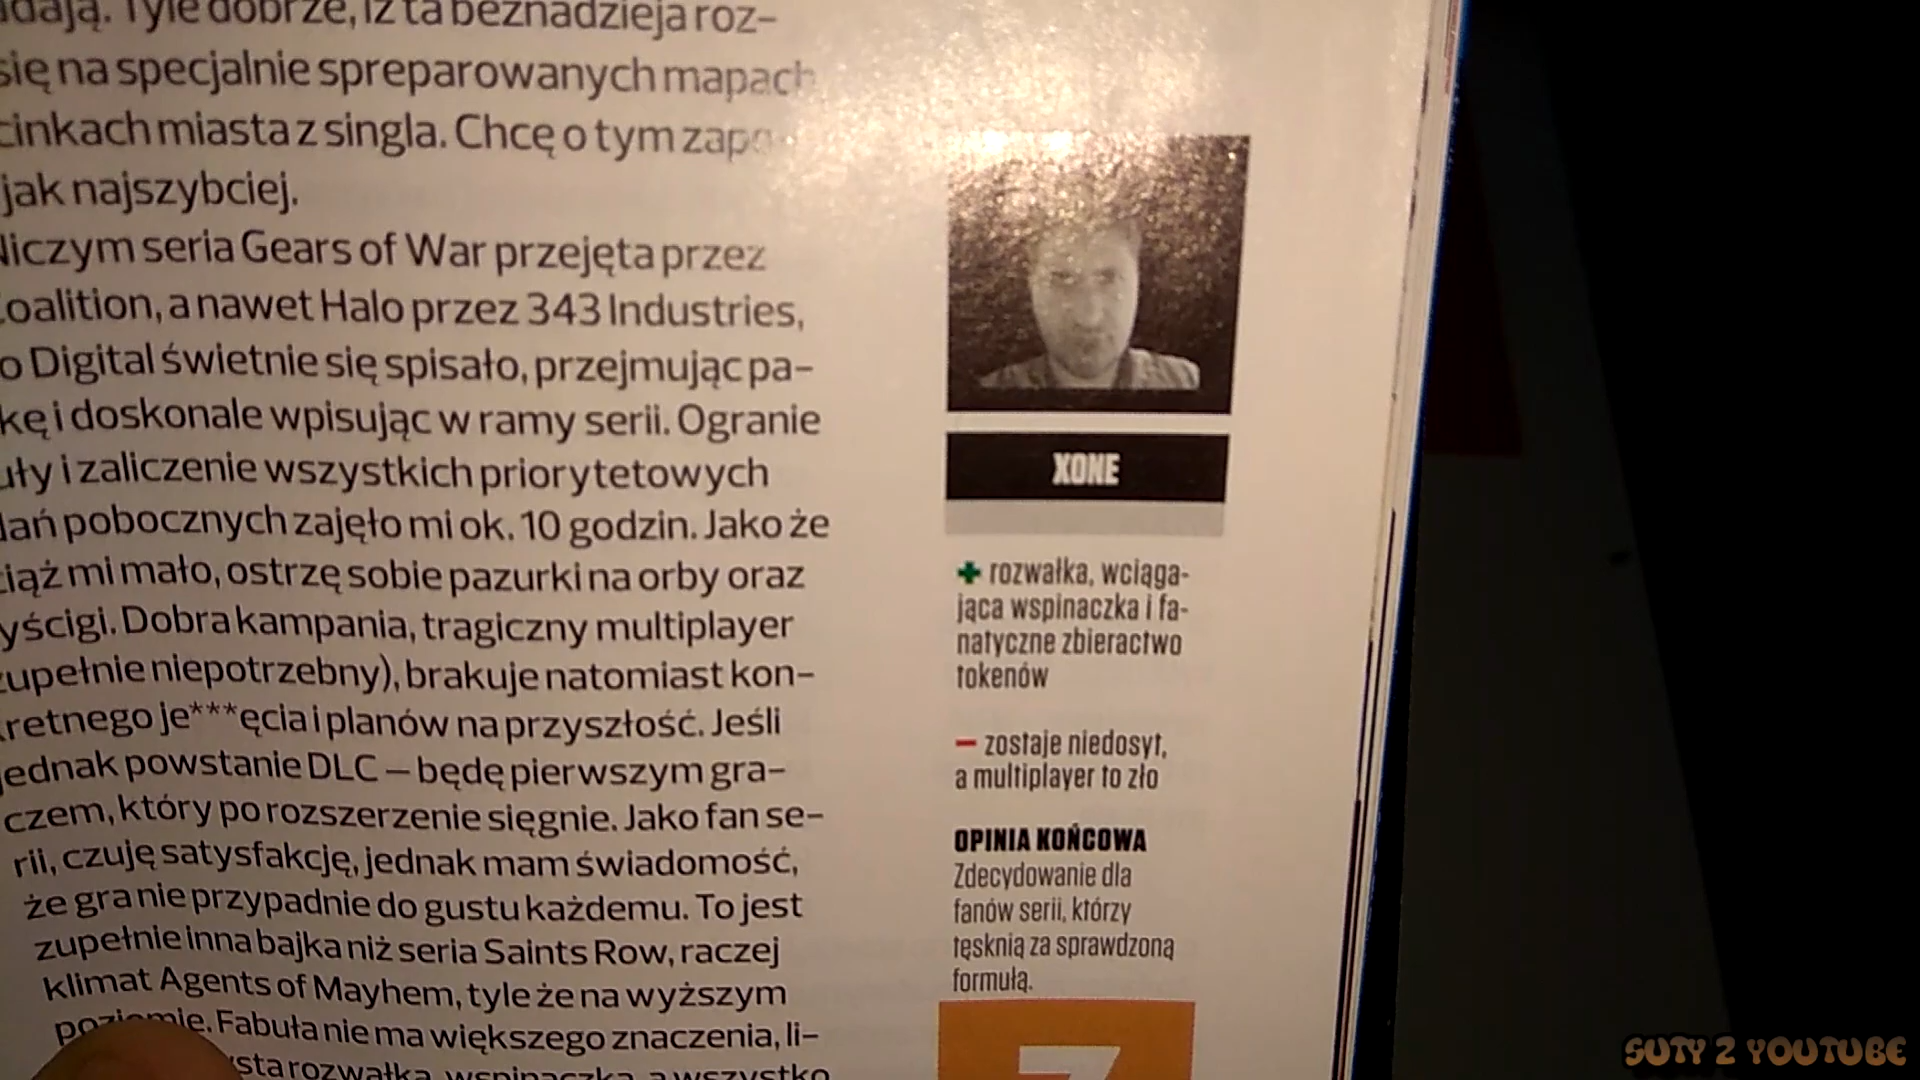 dają. Tyle dobrze, iż ta beznadzieja roz-
się na specjalnie spreparowanych mapach
cinkach miasta z singla. Chcę o tym zapo-
jak najszybciej.
Niczym seria Gears of War przejęta przez
Coalition, a nawet Halo przez 343 Industries,
o Digital świetnie się spisało, przejmując pa-
kę i doskonale wpisując w ramy serii. Ogranie
uły i zaliczenie wszystkich priorytetowych
dań pobocznych zajęło mi ok. 10 godzin. Jako że
ciąż mi mało, ostrzę sobie pazurki na orby oraz
yścigi. Dobra kampania, tragiczny multiplayer
zupełnie niepotrzebny), brakuje natomiast kon-
kretnego je***ęcia i planów na przyszłość. Jeśli
jednak powstanie DLC – będę pierwszym gra-
czem, który po rozszerzenie sięgnie. Jako fan se-
rii, czuję satysfakcję, jednak mam świadomość,
że gra nie przypadnie do gustu każdemu. To jest
zupełnie inna bajka niż seria Saints Row, raczej
klimat Agents of Mayhem, tyle że na wyższym
poziomie. Fabuła nie ma większego znaczenia, li-
sta rozwałka, wspinaczka, a wszystko
XONE
+ rozwałka, wciąga-
jąca wspinaczka i fa-
natyczne zbieractwo
tokenów
– zostaje niedosyt,
a multiplayer to zło
OPINIA KOŃCOWA
Zdecydowanie dla
fanów serii, którzy
tęsknią za sprawdzoną
formułą.
7
SUTY 2 YOUTUBE